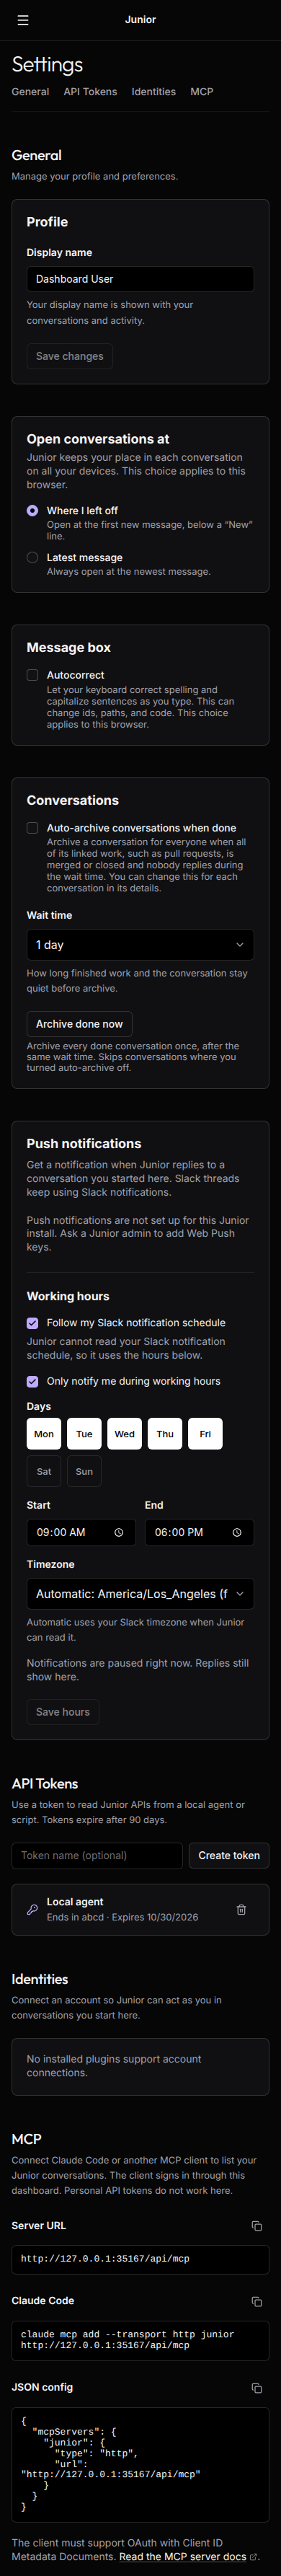 Junior
Settings
General API Tokens Identities MCP
General
Manage your profile and preferences.
Profile
Display name
Dashboard User
Your display name is shown with your
conversations and activity.
Save changes
Open conversations at
Junior keeps your place in each conversation
on all your devices. This choice applies to this
browser.
Where I left off
Open at the first new message, below a “New”
line.
Latest message
Always open at the newest message.
Message box
Autocorrect
Let your keyboard correct spelling and
capitalize sentences as you type. This can
change ids, paths, and code. This choice
applies to this browser.
Conversations
Auto-archive conversations when done
Archive a conversation for everyone when all
of its linked work, such as pull requests, is
merged or closed and nobody replies during
the wait time. You can change this for each
conversation in its details.
Wait time
1 day
How long finished work and the conversation stay
quiet before archive.
Archive done now
Archive every done conversation once, after the
same wait time. Skips conversations where you
turned auto-archive off.
Push notifications
Get a notification when Junior replies to a
conversation you started here. Slack threads
keep using Slack notifications.
Push notifications are not set up for this Junior
install. Ask a Junior admin to add Web Push
keys.
Working hours
Follow my Slack notification schedule
Junior cannot read your Slack notification
schedule, so it uses the hours below.
Only notify me during working hours
Days
Mon Tue Wed Thu Fri
Sat Sun
Start End
09:00 AM 06:00 PM
Timezone
Automatic: America/Los_Angeles (f
Automatic uses your Slack timezone when Junior
can read it.
Notifications are paused right now. Replies still
show here.
Save hours
API Tokens
Use a token to read Junior APIs from a local agent or
script. Tokens expire after 90 days.
Token name (optional) Create token
Local agent
Ends in abcd · Expires 10/30/2026
Identities
Connect an account so Junior can act as you in
conversations you start here.
No installed plugins support account
connections.
MCP
Connect Claude Code or another MCP client to list your
Junior conversations. The client signs in through this
dashboard. Personal API tokens do not work here.
Server URL
http://127.0.0.1:35167/api/mcp
Claude Code
claude mcp add --transport http junior
http://127.0.0.1:35167/api/mcp
JSON config
{
  "mcpServers": {
    "junior": {
      "type": "http",
      "url":
"http://127.0.0.1:35167/api/mcp"
    }
  }
}
The client must support OAuth with Client ID
Metadata Documents. Read the MCP server docs.